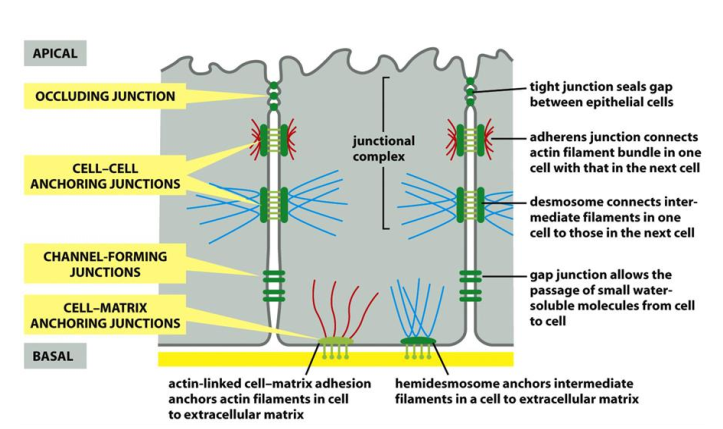 APICAL
OCCLUDING JUNCTION
CELL–CELL
ANCHORING JUNCTIONS
CHANNEL-FORMING
JUNCTIONS
CELL–MATRIX
ANCHORING JUNCTIONS
BASAL
junctional
complex
tight junction seals gap
between epithelial cells
adherens junction connects
actin filament bundle in one
cell with that in the next cell
desmosome connects inter-
mediate filaments in one
cell to those in the next cell
gap junction allows the
passage of small water-
soluble molecules from cell
to cell
actin-linked cell–matrix adhesion
anchors actin filaments in cell
to extracellular matrix
hemidesmosome anchors intermediate
filaments in a cell to extracellular matrix